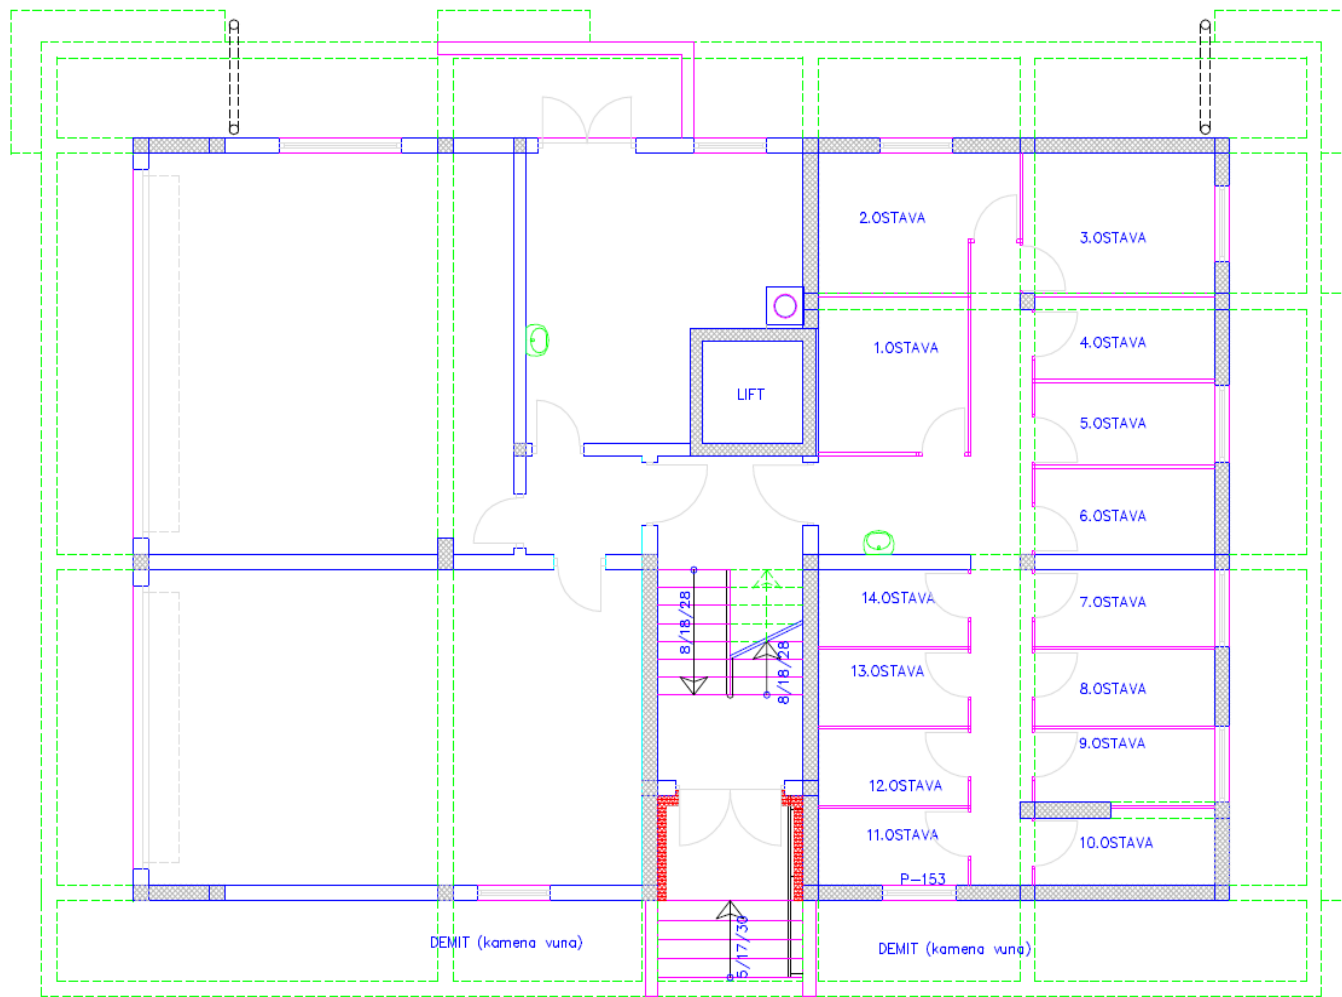 2.OSTAVA
3.OSTAVA
1.OSTAVA
4.OSTAVA
LIFT
5.OSTAVA
6.OSTAVA
14.OSTAVA
7.OSTAVA
8/18/28
8/18/28
13.OSTAVA
8.OSTAVA
9.OSTAVA
12.OSTAVA
11.OSTAVA
10.OSTAVA
P-153
5/17/30
DEMIT (kamena vuna)
DEMIT (kamena vuna)